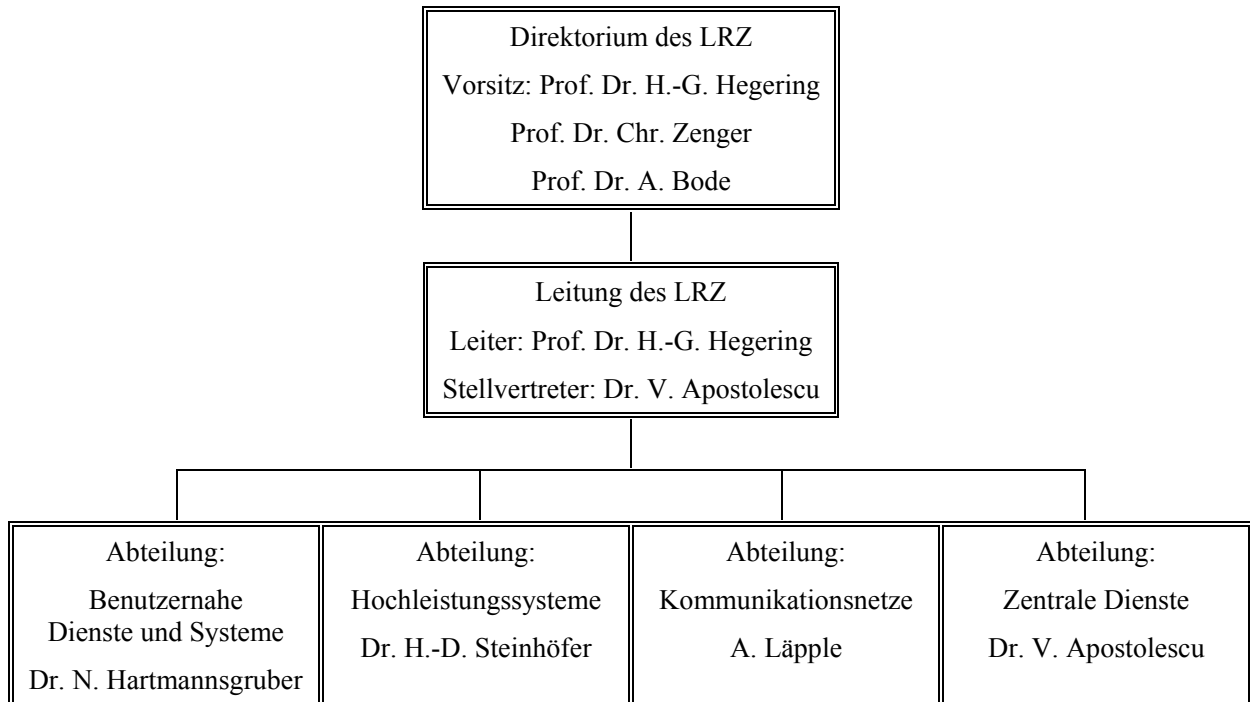 Direktorium des LRZ
Vorsitz: Prof. Dr. H.-G. Hegering
Prof. Dr. Chr. Zenger
Prof. Dr. A. Bode
Leitung des LRZ
Leiter: Prof. Dr. H.-G. Hegering
Stellvertreter: Dr. V. Apostolescu
Abteilung:
Benutzernahe
Dienste und Systeme
Dr. N. Hartmannsgruber
Abteilung:
Hochleistungssysteme
Dr. H.-D. Steinhöfer
Abteilung:
Kommunikationsnetze
A. Läpple
Abteilung:
Zentrale Dienste
Dr. V. Apostolescu